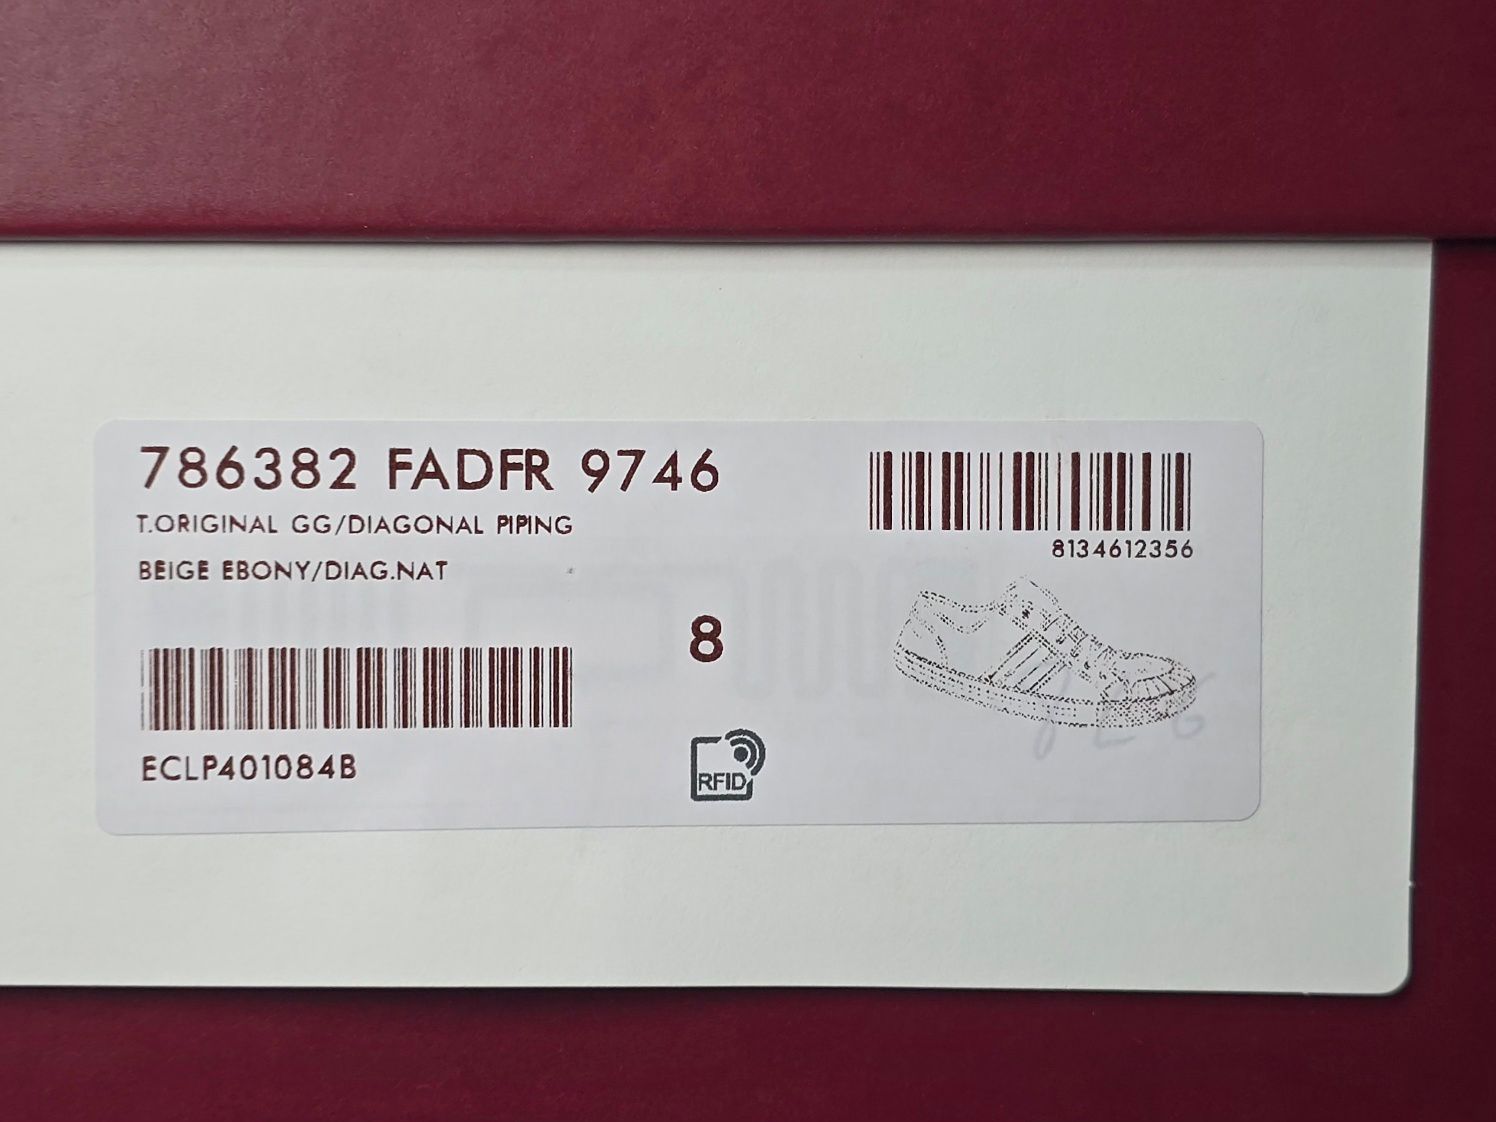 786382 FADFR 9746
T.ORIGINAL GG/DIAGONAL PIPING
BEIGE EBONY/DIAG.NAT
ECLP401084B
8
RFID
8134612356